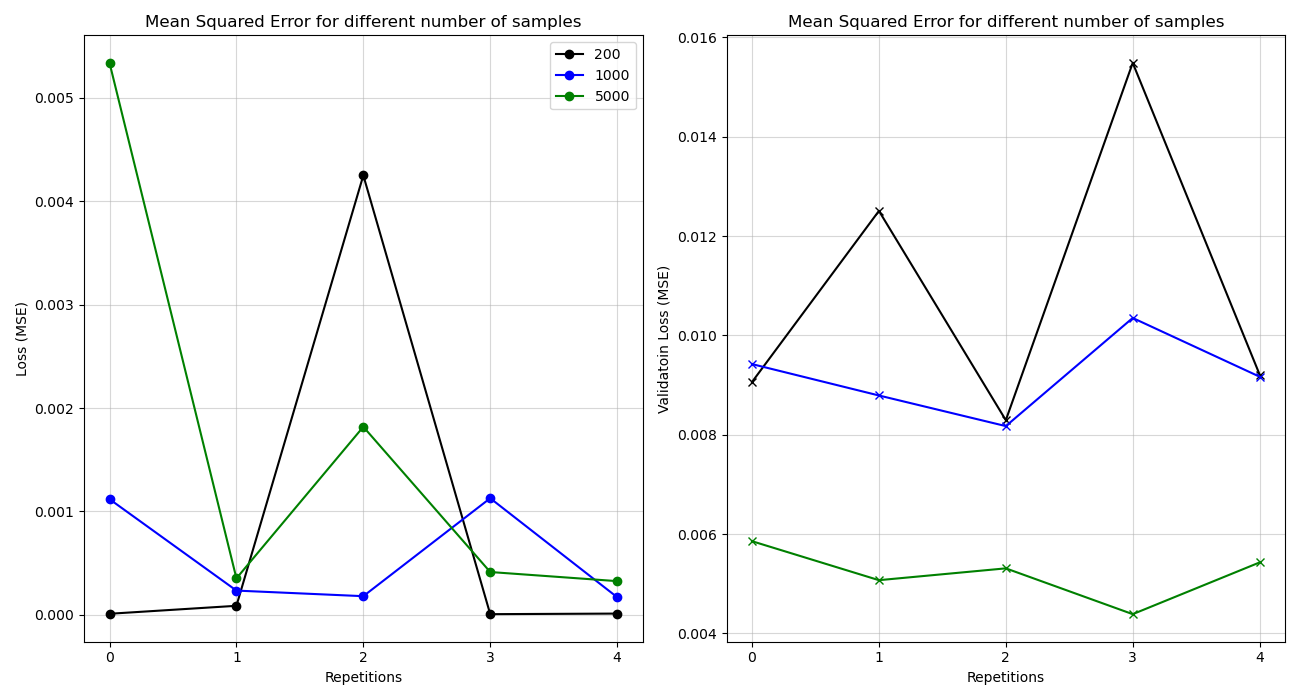 Mean Squared Error for different number of samples
Loss (MSE)
0.005
0.004
0.003
0.002
0.001
0.000
200
1000
5000
0 1 2 3 4
Repetitions
Mean Squared Error for different number of samples
Validatoin Loss (MSE)
0.016
0.014
0.012
0.010
0.008
0.006
0.004
0 1 2 3 4
Repetitions